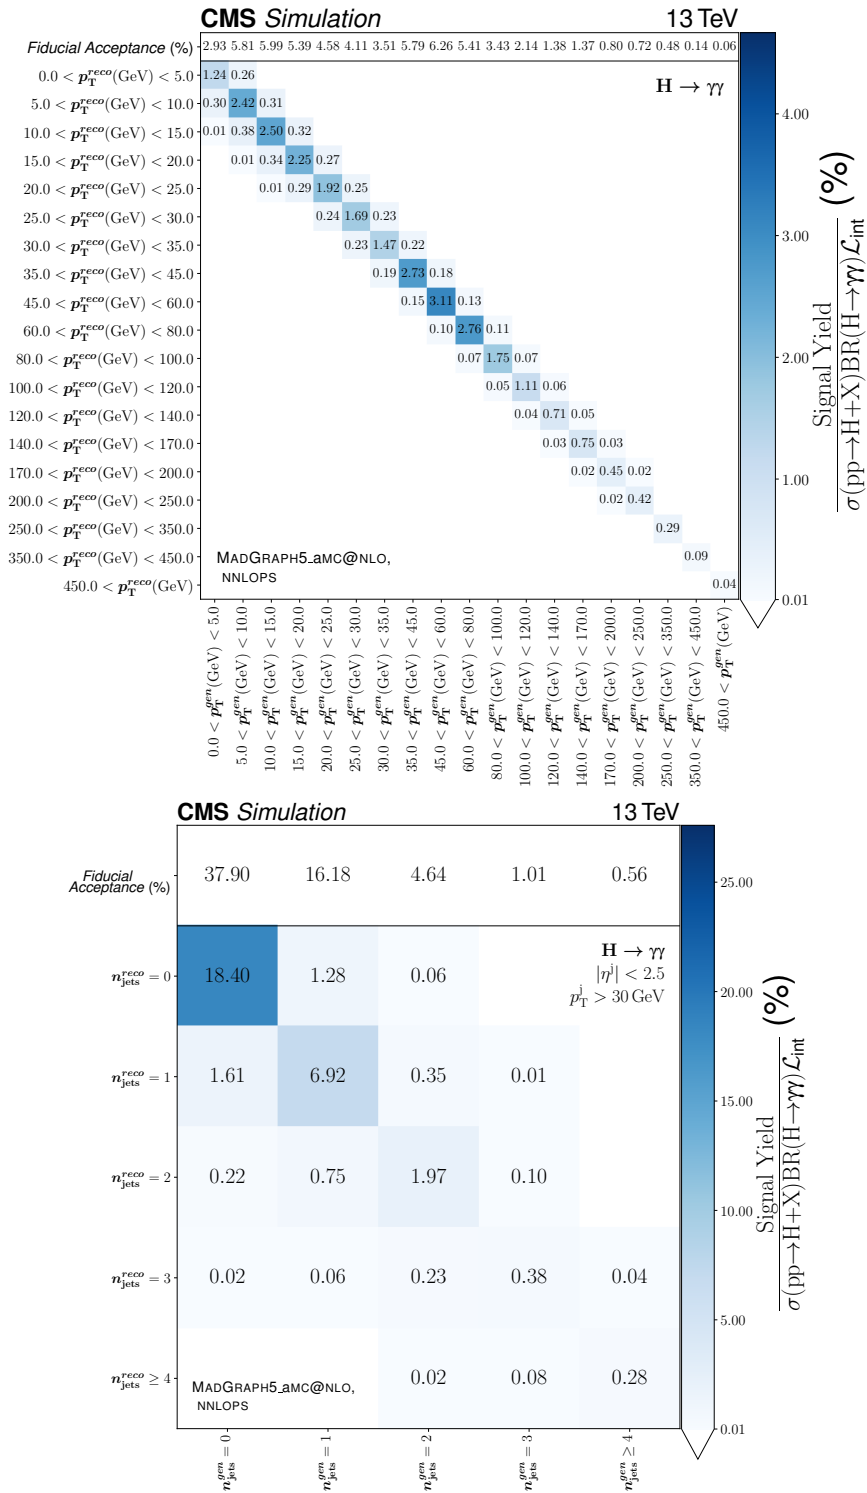 CMS Simulation 13 TeV
Fiducial Acceptance (%) 2.93 5.81 5.99 5.39 4.58 4.11 3.51 5.79 6.26 5.41 3.43 2.14 1.38 1.37 0.80 0.72 0.48 0.14 0.06
0.0 < p_T^reco(GeV) < 5.0 1.24 0.26
H → γγ
5.0 < p_T^reco(GeV) < 10.0 0.30 2.42 0.31
10.0 < p_T^reco(GeV) < 15.0 0.01 0.38 2.50 0.32
15.0 < p_T^reco(GeV) < 20.0 0.01 0.34 2.25 0.27
20.0 < p_T^reco(GeV) < 25.0 0.01 0.29 1.92 0.25
25.0 < p_T^reco(GeV) < 30.0 0.24 1.69 0.23
30.0 < p_T^reco(GeV) < 35.0 0.23 1.47 0.22
35.0 < p_T^reco(GeV) < 45.0 0.19 2.73 0.18
45.0 < p_T^reco(GeV) < 60.0 0.15 3.11 0.13
60.0 < p_T^reco(GeV) < 80.0 0.10 2.76 0.11
80.0 < p_T^reco(GeV) < 100.0 0.07 1.75 0.07
100.0 < p_T^reco(GeV) < 120.0 0.05 1.11 0.06
120.0 < p_T^reco(GeV) < 140.0 0.04 0.71 0.05
140.0 < p_T^reco(GeV) < 170.0 0.03 0.75 0.03
170.0 < p_T^reco(GeV) < 200.0 0.02 0.45 0.02
200.0 < p_T^reco(GeV) < 250.0 0.02 0.42
250.0 < p_T^reco(GeV) < 350.0 0.29
350.0 < p_T^reco(GeV) < 450.0 0.09
450.0 < p_T^reco(GeV) 0.04
MADGRAPH5_aMC@NLO,
NNLOPS
0.0 < p_T^gen(GeV) < 5.0
5.0 < p_T^gen(GeV) < 10.0
10.0 < p_T^gen(GeV) < 15.0
15.0 < p_T^gen(GeV) < 20.0
20.0 < p_T^gen(GeV) < 25.0
25.0 < p_T^gen(GeV) < 30.0
30.0 < p_T^gen(GeV) < 35.0
35.0 < p_T^gen(GeV) < 45.0
45.0 < p_T^gen(GeV) < 60.0
60.0 < p_T^gen(GeV) < 80.0
80.0 < p_T^gen(GeV) < 100.0
100.0 < p_T^gen(GeV) < 120.0
120.0 < p_T^gen(GeV) < 140.0
140.0 < p_T^gen(GeV) < 170.0
170.0 < p_T^gen(GeV) < 200.0
200.0 < p_T^gen(GeV) < 250.0
250.0 < p_T^gen(GeV) < 350.0
350.0 < p_T^gen(GeV) < 450.0
450.0 < p_T^gen(GeV)
4.00
3.00
2.00
1.00
0.01
Signal Yield
σ(pp→H+X)BR(H→γγ)ℒ_int (%)
CMS Simulation 13 TeV
Fiducial
Acceptance (%)
37.90 16.18 4.64 1.01 0.56
n_jets^reco = 0 18.40 1.28 0.06
H → γγ
|η^j| < 2.5
p_T^j > 30 GeV
n_jets^reco = 1 1.61 6.92 0.35 0.01
n_jets^reco = 2 0.22 0.75 1.97 0.10
n_jets^reco = 3 0.02 0.06 0.23 0.38 0.04
n_jets^reco ≥ 4 0.02 0.08 0.28
MADGRAPH5_aMC@NLO,
NNLOPS
n_jets^gen = 0
n_jets^gen = 1
n_jets^gen = 2
n_jets^gen = 3
n_jets^gen ≥ 4
25.00
20.00
15.00
10.00
5.00
0.01
Signal Yield
σ(pp→H+X)BR(H→γγ)ℒ_int (%)